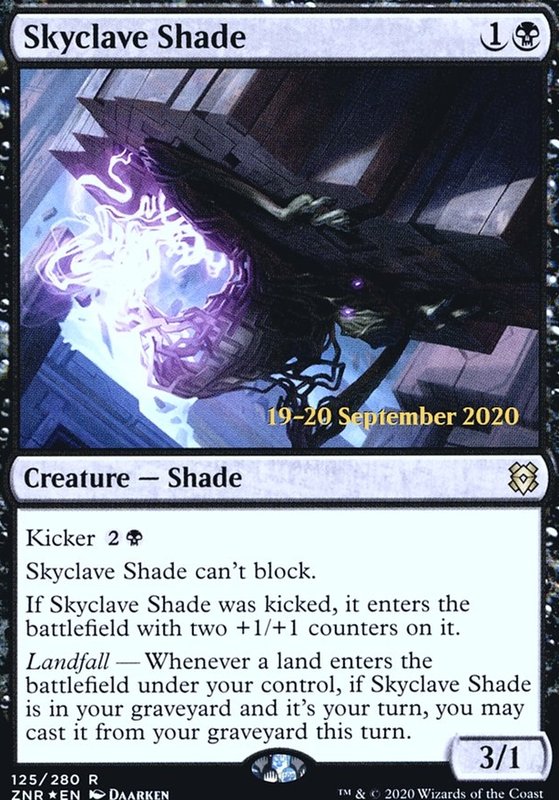 Skyclave Shade 1
19–20 September 2020
Creature — Shade
Kicker 2
Skyclave Shade can't block.
If Skyclave Shade was kicked, it enters the
battlefield with two +1/+1 counters on it.
Landfall — Whenever a land enters the
battlefield under your control, if Skyclave Shade
is in your graveyard and it's your turn, you may
cast it from your graveyard this turn.
3/1
125/280 R
ZNR ★ EN DAARKEN
™ & © 2020 Wizards of the Coast